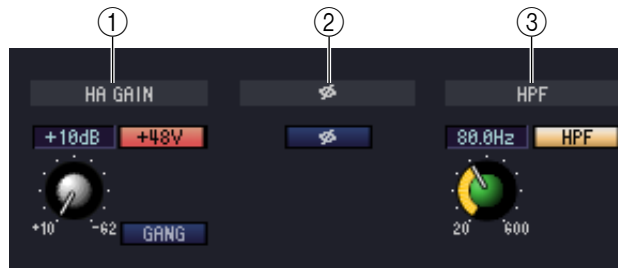 ① ② ③
HA GAIN ø HPF
+10dB +48V ø 80.0Hz HPF
+10 -62 GANG 20 600